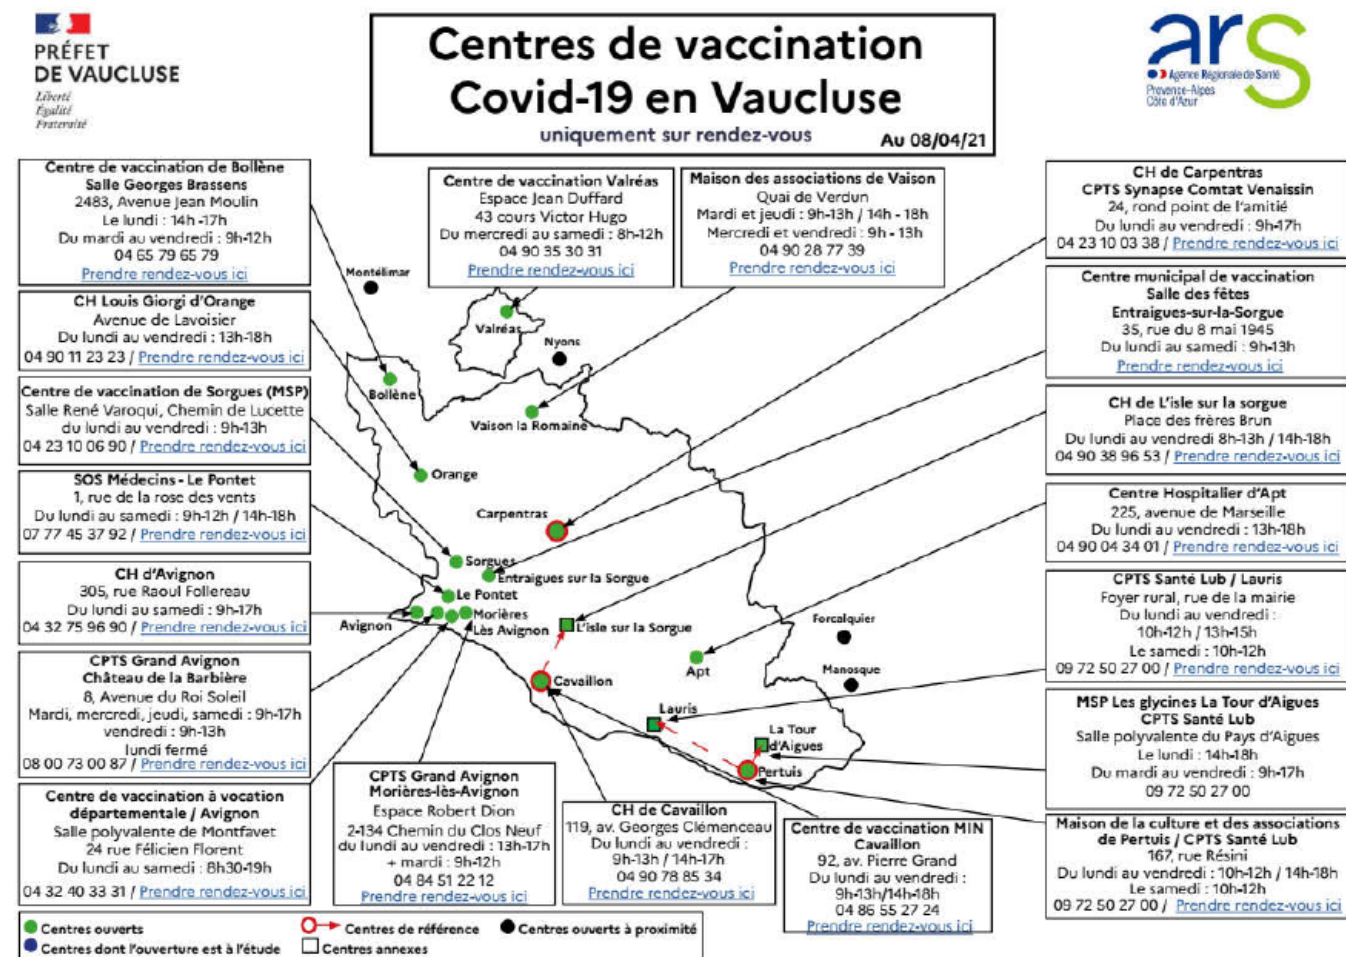 PRÉFET
DE VAUCLUSE
Liberté
Égalité
Fraternité
Centres de vaccination
Covid-19 en Vaucluse
uniquement sur rendez-vous
Au 08/04/21
ars
Agence Régionale de Santé
Provence-Alpes
Côte d'Azur
Centre de vaccination de Bollène
Salle Georges Brassens
2483, Avenue Jean Moulin
Le lundi : 14h -17h
Du mardi au vendredi : 9h-12h
04 65 79 65 79
Prendre rendez-vous ici
CH Louis Giorgi d'Orange
Avenue de Lavoisier
Du lundi au vendredi : 13h-18h
04 90 11 23 23 / Prendre rendez-vous ici
Centre de vaccination de Sorgues (MSP)
Salle René Varoqui, Chemin de Lucette
du lundi au vendredi : 9h-13h
04 23 10 06 90 / Prendre rendez-vous ici
SOS Médecins - Le Pontet
1, rue de la rose des vents
Du lundi au samedi : 9h-12h / 14h-18h
07 77 45 37 92 / Prendre rendez-vous ici
CH d'Avignon
305, rue Raoul Follereau
Du lundi au samedi : 9h-17h
04 32 75 96 90 / Prendre rendez-vous ici
CPTS Grand Avignon
Château de la Barbière
8, Avenue du Roi Soleil
Mardi, mercredi, jeudi, samedi : 9h-17h
vendredi : 9h-13h
lundi fermé
08 00 73 00 87 / Prendre rendez-vous ici
Centre de vaccination à vocation
départementale / Avignon
Salle polyvalente de Montfavet
24 rue Félicien Florent
Du lundi au samedi : 8h30-19h
04 32 40 33 31 / Prendre rendez-vous ici
Centre de vaccination Valréas
Espace Jean Duffard
43 cours Victor Hugo
Du mercredi au samedi : 8h-12h
04 90 35 30 31
Prendre rendez-vous ici
Maison des associations de Vaison
Quai de Verdun
Mardi et jeudi : 9h-13h / 14h - 18h
Mercredi et vendredi : 9h - 13h
04 90 28 77 39
Prendre rendez-vous ici
Montélimar
Valréas
Nyons
Bollène
Vaison la Romaine
Orange
Carpentras
Sorgues
Entraigues sur la Sorgue
Le Pontet
Avignon
Morières
Lès Avignon
L'isle sur la Sorgue
Cavaillon
Apt
Forcalquier
Manosque
Lauris
La Tour
d'Aigues
Pertuis
CPTS Grand Avignon
Morières-lès-Avignon
Espace Robert Dion
2-134 Chemin du Clos Neuf
du lundi au vendredi : 13h-17h
+ mardi : 9h-12h
04 84 51 22 12
Prendre rendez-vous ici
CH de Cavaillon
119, av. Georges Clémenceau
Du lundi au vendredi :
9h-13h / 14h-17h
04 90 78 85 34
Prendre rendez-vous ici
Centre de vaccination MIN
Cavaillon
92, av. Pierre Grand
Du lundi au vendredi :
9h-13h/14h-18h
04 86 55 27 24
Prendre rendez-vous ici
CH de Carpentras
CPTS Synapse Comtat Venaissin
24, rond point de l'amitié
Du lundi au vendredi : 9h-17h
04 23 10 03 38 / Prendre rendez-vous ici
Centre municipal de vaccination
Salle des fêtes
Entraigues-sur-la-Sorgue
35, rue du 8 mai 1945
Du lundi au samedi : 9h-13h
Prendre rendez-vous ici
CH de L'isle sur la sorgue
Place des frères Brun
Du lundi au vendredi 8h-13h / 14h-18h
04 90 38 96 53 / Prendre rendez-vous ici
Centre Hospitalier d'Apt
225, avenue de Marseille
Du lundi au vendredi : 13h-18h
04 90 04 34 01 / Prendre rendez-vous ici
CPTS Santé Lub / Lauris
Foyer rural, rue de la mairie
Du lundi au vendredi :
10h-12h / 13h-15h
Le samedi : 10h-12h
09 72 50 27 00 / Prendre rendez-vous ici
MSP Les glycines La Tour d'Aigues
CPTS Santé Lub
Salle polyvalente du Pays d'Aigues
Le lundi : 14h-18h
Du mardi au vendredi : 9h-17h
09 72 50 27 00
Maison de la culture et des associations
de Pertuis / CPTS Santé Lub
167, rue Résini
Du lundi au vendredi : 10h-12h / 14h-18h
Le samedi : 10h-12h
09 72 50 27 00 / Prendre rendez-vous ici
Centres ouverts
Centres de référence
Centres ouverts à proximité
Centres dont l'ouverture est à l'étude
Centres annexes